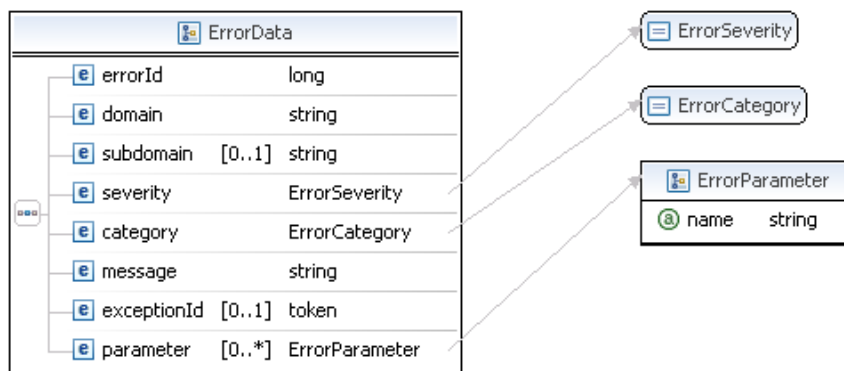 ErrorData
e errorId long
e domain string
e subdomain [0..1] string
e severity ErrorSeverity
e category ErrorCategory
e message string
e exceptionId [0..1] token
e parameter [0..*] ErrorParameter
ErrorSeverity
ErrorCategory
ErrorParameter
a name string